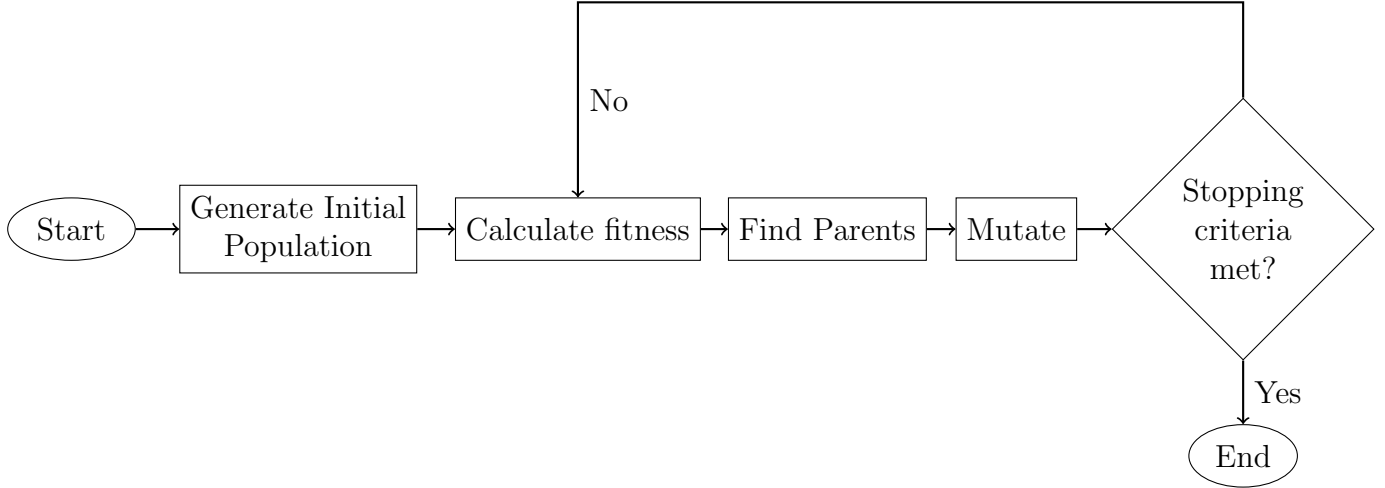 No
Start
Generate Initial
Population
Calculate fitness
Find Parents
Mutate
Stopping
criteria
met?
Yes
End